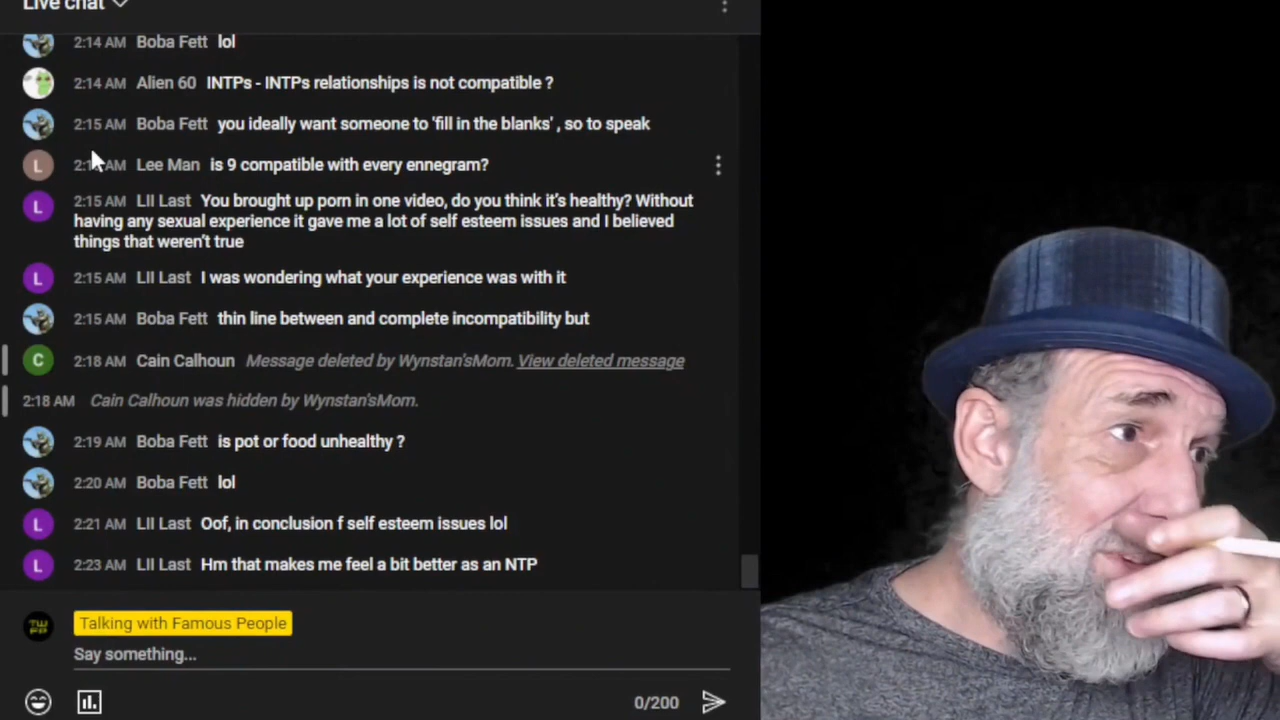 Live chat
2:14 AM Boba Fett lol
2:14 AM Alien 60 INTPs - INTPs relationships is not compatible ?
2:15 AM Boba Fett you ideally want someone to 'fill in the blanks' , so to speak
L
AM Lee Man is 9 compatible with every ennegram?
L 2:15 AM Lil Last You brought up porn in one video, do you think it's healthy? Without
having any sexual experience it gave me a lot of self esteem issues and I believed
things that weren't true
L 2:15 AM Lil Last I was wondering what your experience was with it
2:15 AM Boba Fett thin line between and complete incompatibility but
C 2:18 AM Cain Calhoun Message deleted by Wynstan'sMom. View deleted message
2:18 AM Cain Calhoun was hidden by Wynstan'sMom.
2:19 AM Boba Fett is pot or food unhealthy ?
2:20 AM Boba Fett lol
L 2:21 AM Lil Last Oof, in conclusion f self esteem issues lol
L 2:23 AM Lil Last Hm that makes me feel a bit better as an NTP
TW FP Talking with Famous People
Say something...
0/200